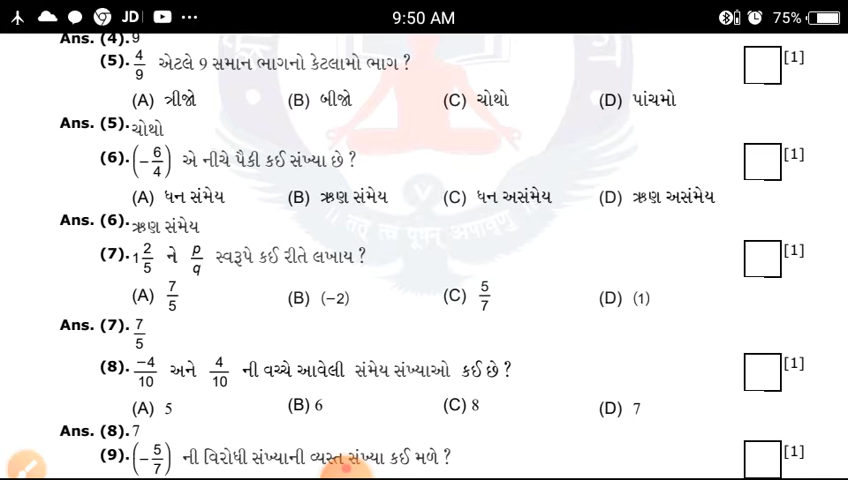 JD ... 9:50 AM 75%
Ans. (4). 9
(5). 4/9 એટલે 9 સમાન ભાગનો કેટલામો ભાગ ? [1]
(A) ત્રીજો (B) બીજો (C) ચોથો (D) પાંચમો
Ans. (5). ચોથો
(6). (−6/4) એ નીચે પૈકી કઈ સંખ્યા છે ? [1]
(A) ધન સંમેય (B) ઋણ સંમેય (C) ધન અસંમેય (D) ઋણ અસંમેય
Ans. (6). ઋણ સંમેય
(7). 1 2/5 ને p/q સ્વરૂપે કઈ રીતે લખાય ? [1]
(A) 7/5 (B) (−2) (C) 5/7 (D) (1)
Ans. (7). 7/5
(8). −4/10 અને 4/10 ની વચ્ચે આવેલી સંમેય સંખ્યાઓ કઈ છે ? [1]
(A) 5 (B) 6 (C) 8 (D) 7
Ans. (8). 7
(9). (−5/7) ની વિરોધી સંખ્યાની વ્યસ્ત સંખ્યા કઈ મળે ? [1]